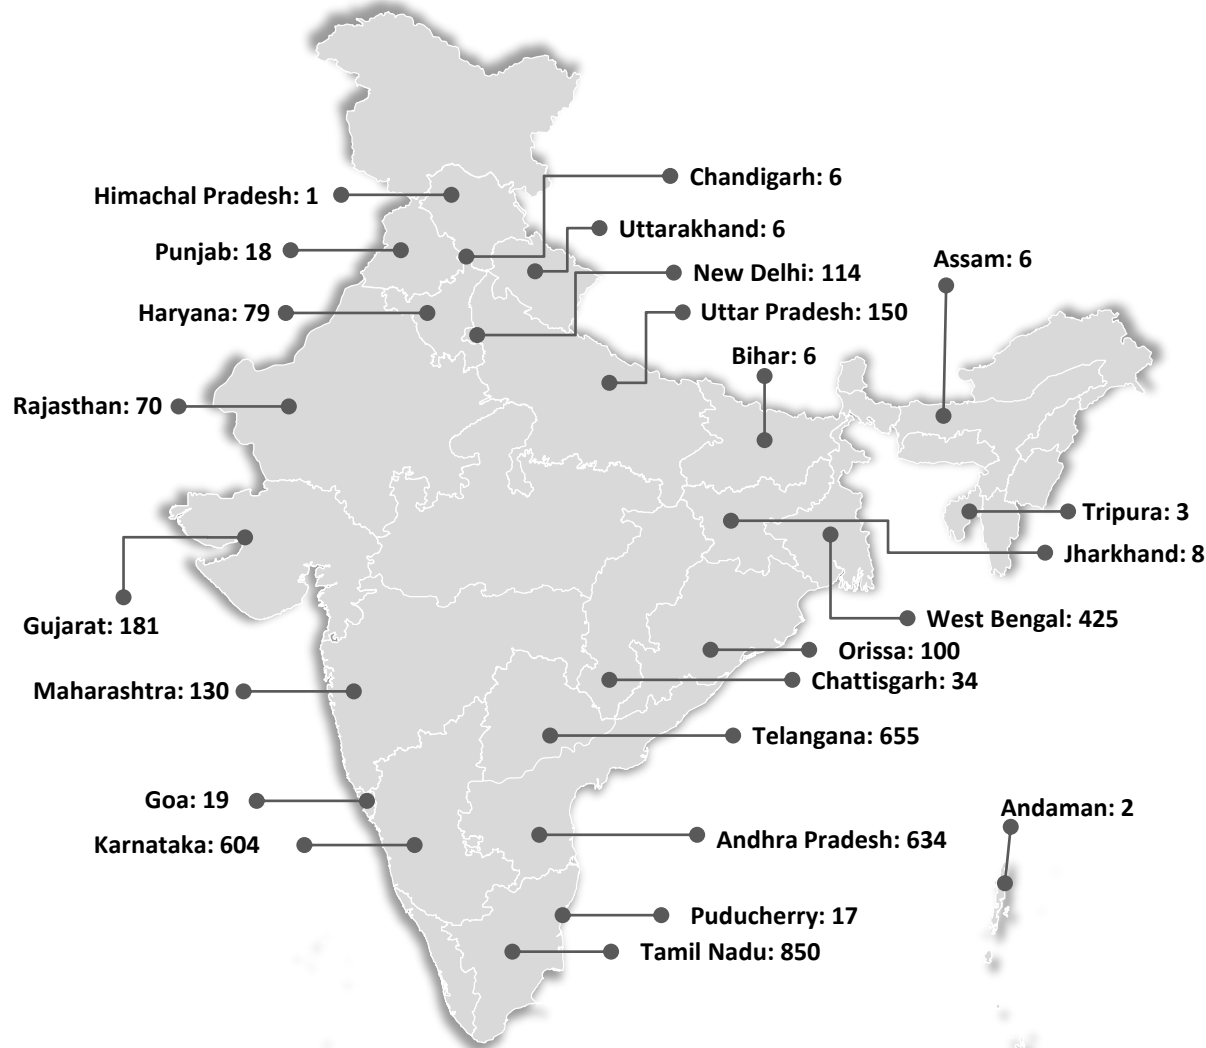 Himachal Pradesh: 1
Chandigarh: 6
Punjab: 18
Uttarakhand: 6
New Delhi: 114
Assam: 6
Haryana: 79
Uttar Pradesh: 150
Bihar: 6
Rajasthan: 70
Tripura: 3
Jharkhand: 8
Gujarat: 181
West Bengal: 425
Orissa: 100
Chattisgarh: 34
Maharashtra: 130
Telangana: 655
Goa: 19
Andaman: 2
Karnataka: 604
Andhra Pradesh: 634
Puducherry: 17
Tamil Nadu: 850